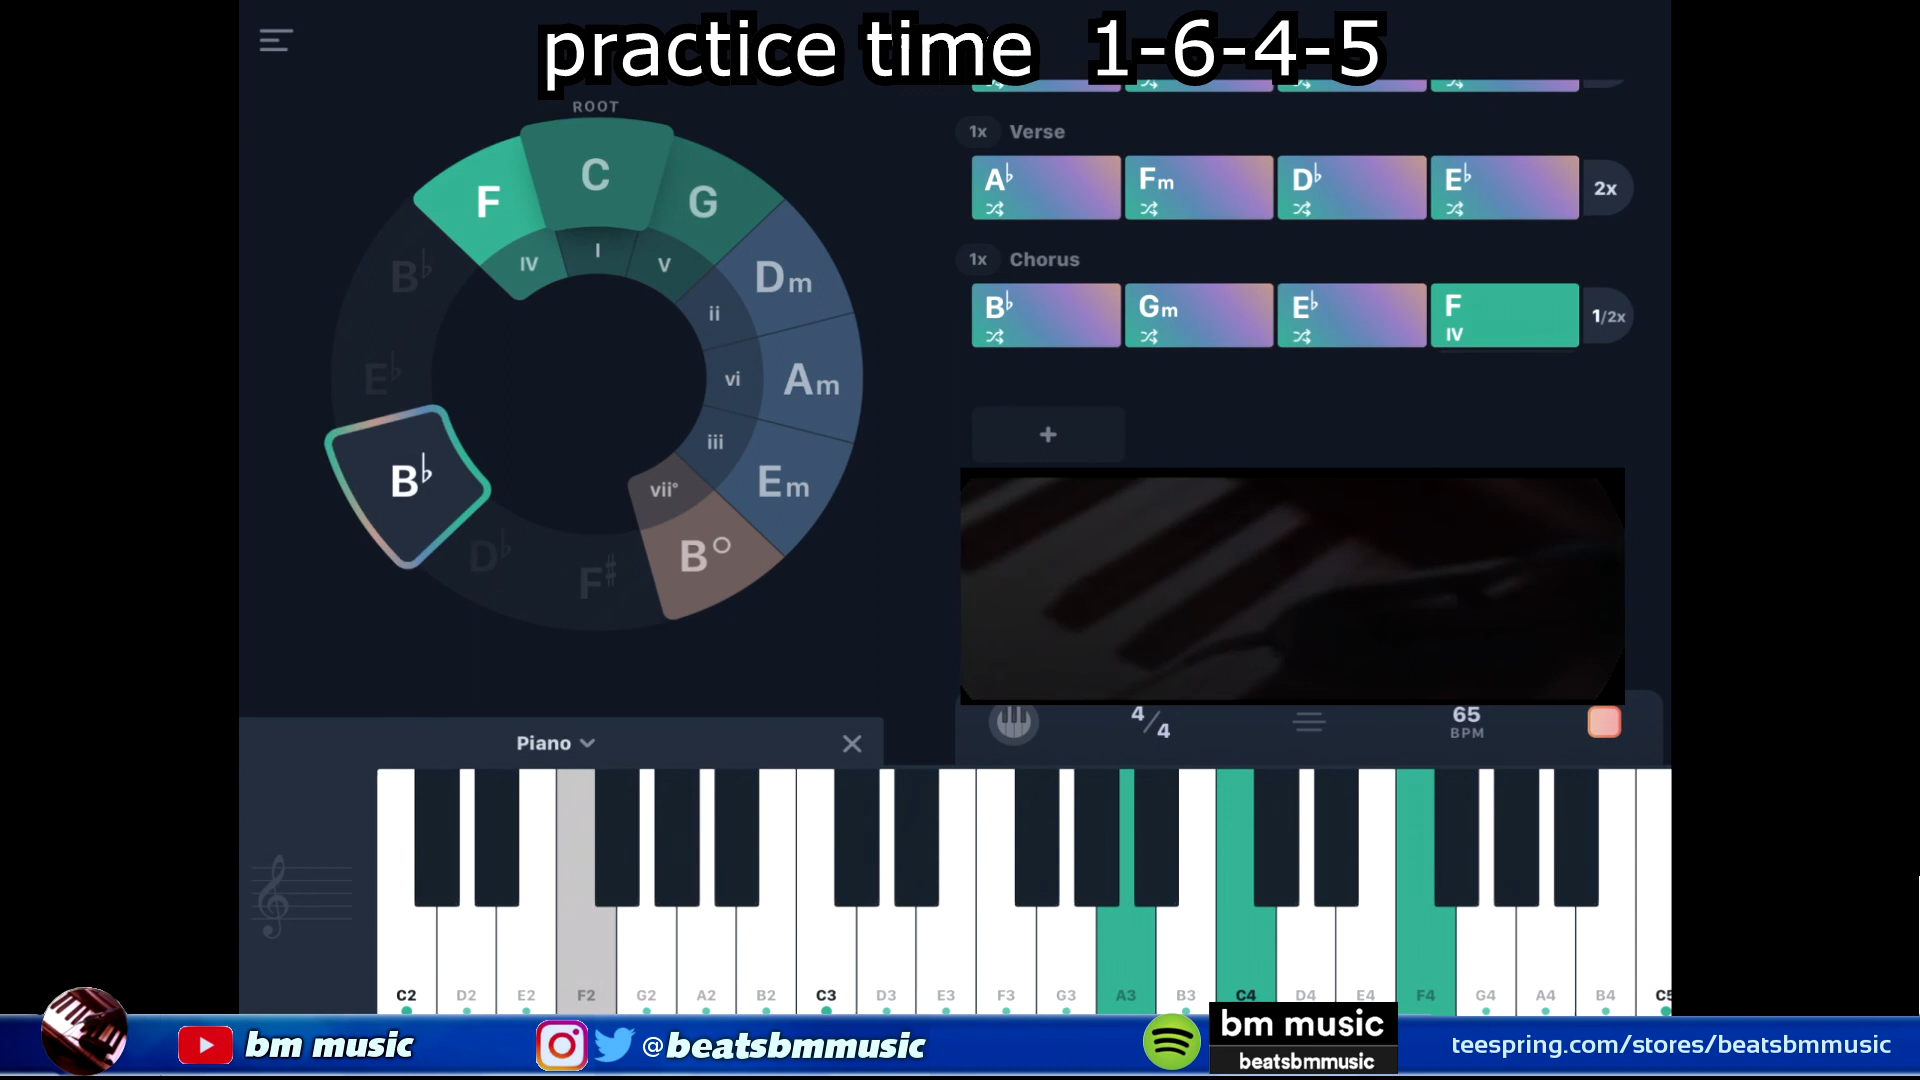 practice time 1-6-4-5
ROOT
F C G
IV I V
B♭ Dm
ii
E♭ vi Am
iii
B♭ vii° Em
D♭ F♯ B°
1x Verse
A♭ Fm D♭ E♭ 2x
1x Chorus
B♭ Gm E♭ F 1/2x
IV
+
4/4 65
BPM
Piano
C2 D2 E2 F2 G2 A2 B2 C3 D3 E3 F3 G3 A3 B3 C4 D4 E4 F4 G4 A4 B4 C5
bm music @beatsbmmusic bm music teespring.com/stores/beatsbmmusic
beatsbmmusic